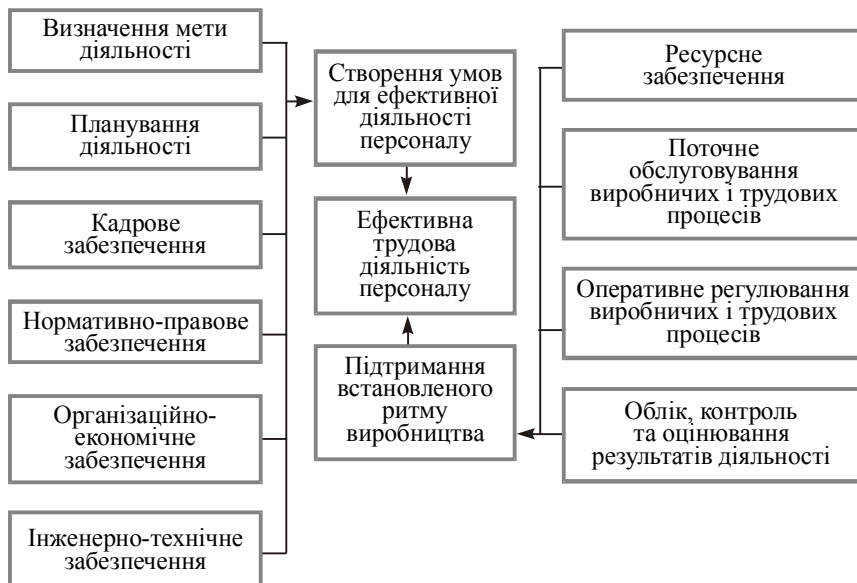 Визначення мети
діяльності
Планування
діяльності
Кадрове
забезпечення
Нормативно-правове
забезпечення
Організаційно-
економічне
забезпечення
Інженерно-технічне
забезпечення
Створення умов
для ефективної
діяльності
персоналу
Ефективна
трудова
діяльність
персоналу
Підтримання
встановленого
ритму
виробництва
Ресурсне
забезпечення
Поточне
обслуговування
виробничих і трудових
процесів
Оперативне регулювання
виробничих і трудових
процесів
Облік, контроль
та оцінювання
результатів діяльності